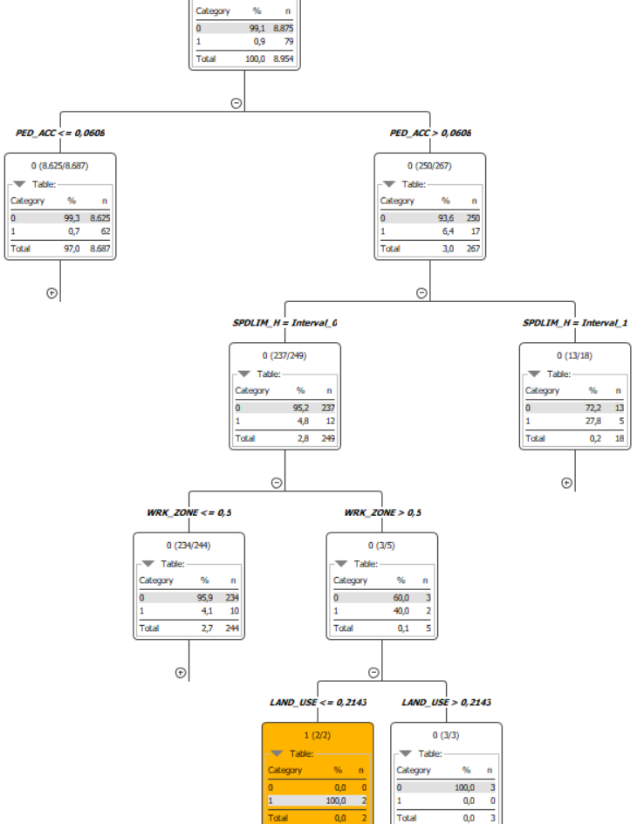 Category % n
0 99,1 8.875
1 0,9 79
Total 100,0 8.954
PED_ACC <= 0,0608
PED_ACC > 0,0608
0 (8.625/8.687)
Table:
Category % n
0 99,3 8.625
1 0,7 62
Total 97,0 8.687
0 (250/267)
Table:
Category % n
0 93,6 250
1 6,4 17
Total 3,0 267
SPDLIM_H = Interval_0
SPDLIM_H = Interval_1
0 (237/249)
Table:
Category % n
0 95,2 237
1 4,8 12
Total 2,8 249
0 (13/18)
Table:
Category % n
0 72,2 13
1 27,8 5
Total 0,2 18
WRK_ZONE <= 0,5
WRK_ZONE > 0,5
0 (234/244)
Table:
Category % n
0 95,9 234
1 4,1 10
Total 2,7 244
0 (3/5)
Table:
Category % n
0 60,0 3
1 40,0 2
Total 0,1 5
LAND_USE <= 0,2143
LAND_USE > 0,2143
1 (2/2)
Table:
Category % n
0 0,0 0
1 100,0 2
Total 0,0 2
0 (3/3)
Table:
Category % n
0 100,0 3
1 0,0 0
Total 0,0 3